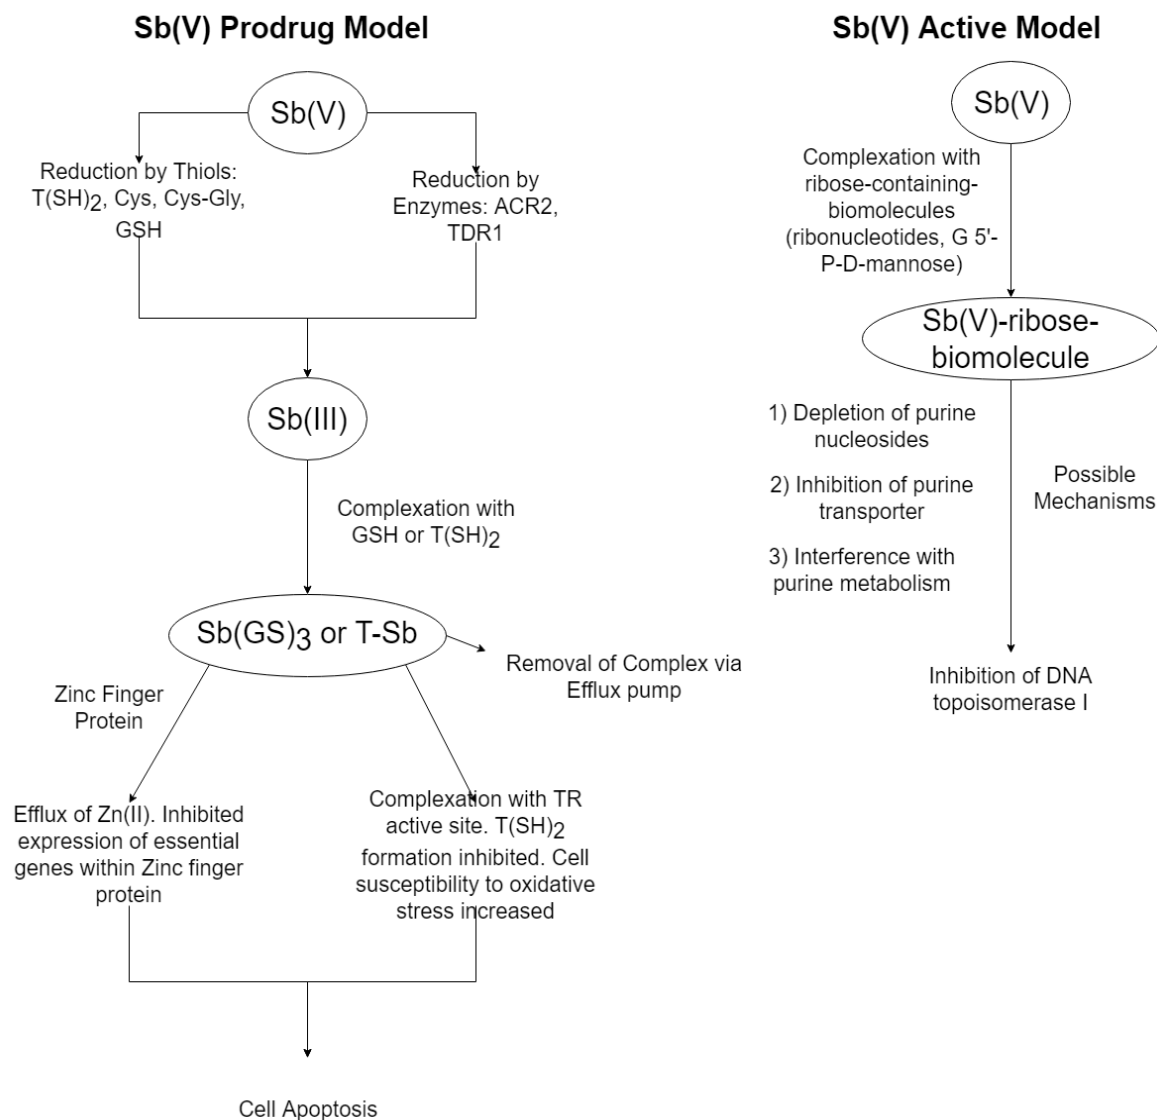 Sb(V) Prodrug Model
Sb(V)
Reduction by Thiols:
T(SH)2, Cys, Cys-Gly,
GSH
Reduction by
Enzymes: ACR2,
TDR1
Sb(III)
Complexation with
GSH or T(SH)2
Sb(GS)3 or T-Sb
Removal of Complex via
Efflux pump
Zinc Finger
Protein
Efflux of Zn(II). Inhibited
expression of essential
genes within Zinc finger
protein
Complexation with TR
active site. T(SH)2
formation inhibited. Cell
susceptibility to oxidative
stress increased
Cell Apoptosis
Sb(V) Active Model
Sb(V)
Complexation with
ribose-containing-
biomolecules
(ribonucleotides, G 5'-
P-D-mannose)
Sb(V)-ribose-
biomolecule
1) Depletion of purine
nucleosides
2) Inhibition of purine
transporter
3) Interference with
purine metabolism
Possible
Mechanisms
Inhibition of DNA
topoisomerase I